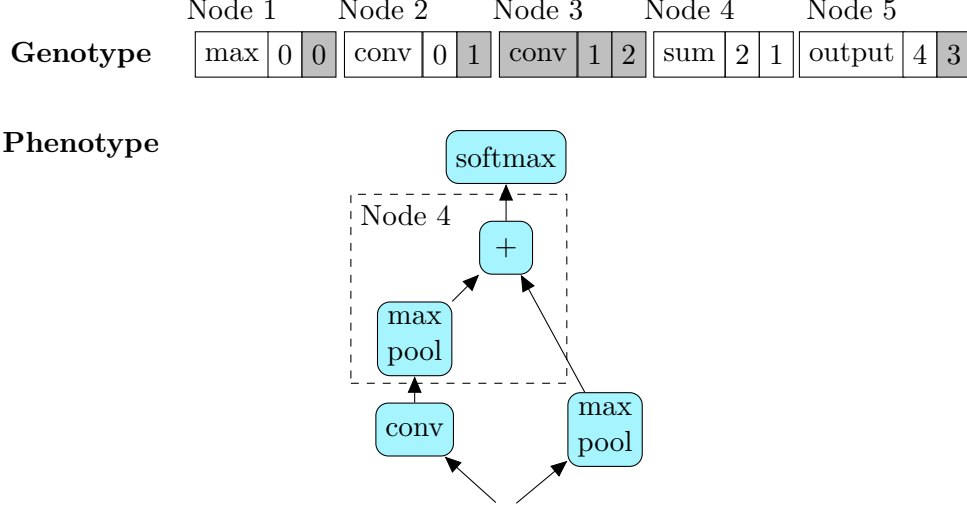 Node 1 Node 2 Node 3 Node 4 Node 5
Genotype max 0 0 conv 0 1 conv 1 2 sum 2 1 output 4 3
Phenotype
softmax
Node 4
+
max
pool
conv
max
pool